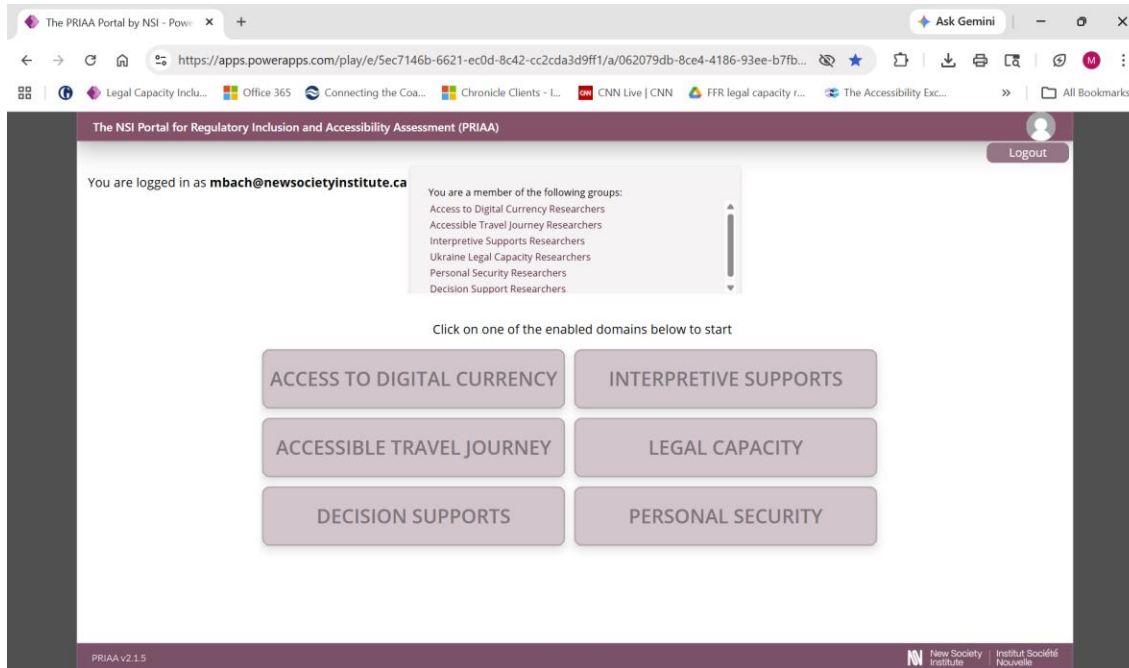 The PRIAA Portal by NSI - Powe
Ask Gemini
https://apps.powerapps.com/play/e/5ec7146b-6621-ec0d-8c42-cc2cda3d9ff1/a/062079db-8ce4-4186-93ee-b7fb...
M
Legal Capacity Inclu...
Office 365
Connecting the Coa...
Chronicle Clients - I...
CNN Live | CNN
FFR legal capacity r...
The Accessibility Exc...
All Bookmarks
The NSI Portal for Regulatory Inclusion and Accessibility Assessment (PRIAA)
Logout
You are logged in as mbach@newsocietyinstitute.ca
You are a member of the following groups:
Access to Digital Currency Researchers
Accessible Travel Journey Researchers
Interpretive Supports Researchers
Ukraine Legal Capacity Researchers
Personal Security Researchers
Decision Support Researchers
Click on one of the enabled domains below to start
ACCESS TO DIGITAL CURRENCY
INTERPRETIVE SUPPORTS
ACCESSIBLE TRAVEL JOURNEY
LEGAL CAPACITY
DECISION SUPPORTS
PERSONAL SECURITY
PRIAA v2.1.5
New Society Institute
Institut Société Nouvelle